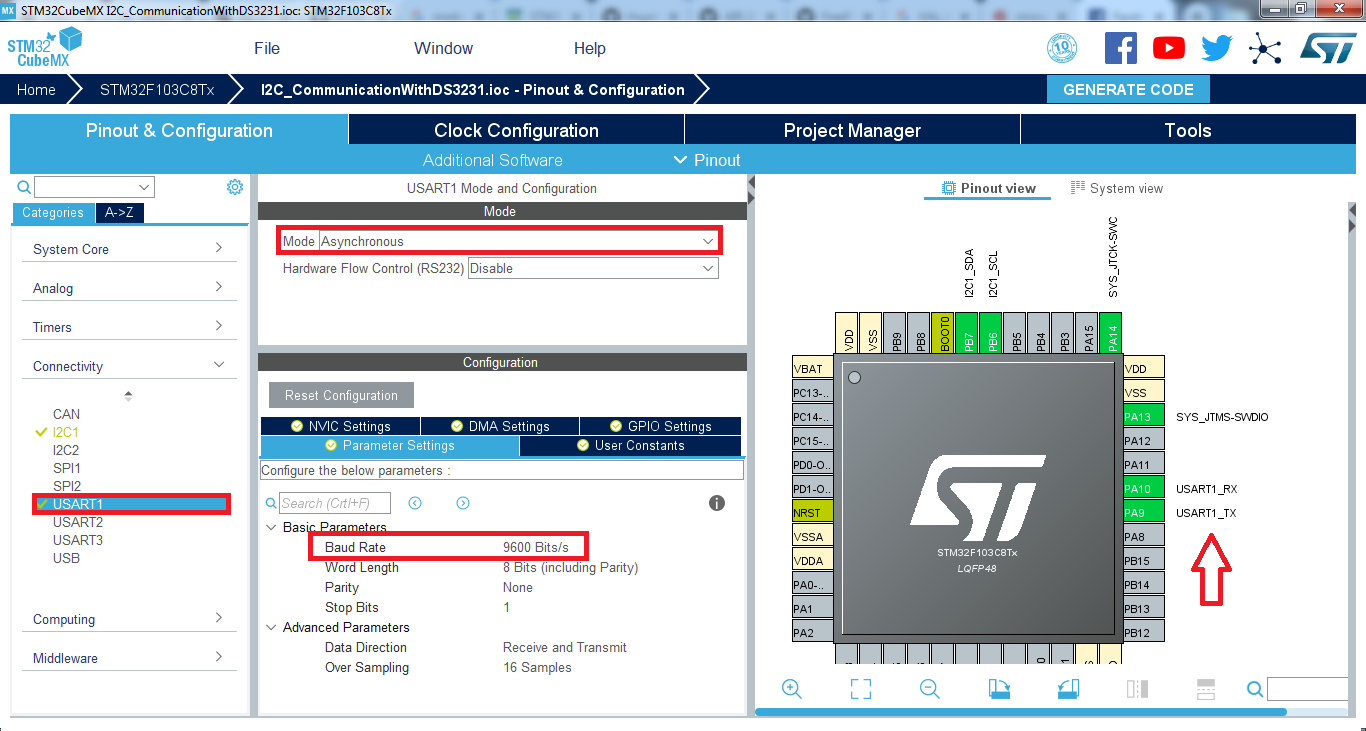 MX STM32CubeMX I2C_CommunicationWithDS3231.ioc: STM32F103C8Tx
STM32
CubeMX
File Window Help
10
ST
Home STM32F103C8Tx I2C_CommunicationWithDS3231.ioc - Pinout & Configuration GENERATE CODE
Pinout & Configuration Clock Configuration Project Manager Tools
Additional Software Pinout
Categories A->Z
System Core
Analog
Timers
Connectivity
CAN
I2C1
I2C2
SPI1
SPI2
USART1
USART2
USART3
USB
Computing
Middleware
USART1 Mode and Configuration
Mode
Mode Asynchronous
Hardware Flow Control (RS232) Disable
Configuration
Reset Configuration
NVIC Settings DMA Settings GPIO Settings
Parameter Settings User Constants
Configure the below parameters :
Search (Crtl+F)
Basic Parameters
Baud Rate 9600 Bits/s
Word Length 8 Bits (including Parity)
Parity None
Stop Bits 1
Advanced Parameters
Data Direction Receive and Transmit
Over Sampling 16 Samples
Pinout view System view
I2C1_SDA I2C1_SCL SYS_JTCK-SWC
VDD VSS PB9 PB8 BOOT0 PB7 PB6 PB5 PB4 PB3 PA15 PA14
VBAT VDD
PC13-.. VSS
PC14-.. PA13 SYS_JTMS-SWDIO
PC15-.. PA12
PD0-O.. PA11
PD1-O.. PA10 USART1_RX
NRST PA9 USART1_TX
VSSA PA8
VDDA PB15
PA0-.. PB14
PA1 PB13
PA2 PB12
ST
STM32F103C8Tx
LQFP48